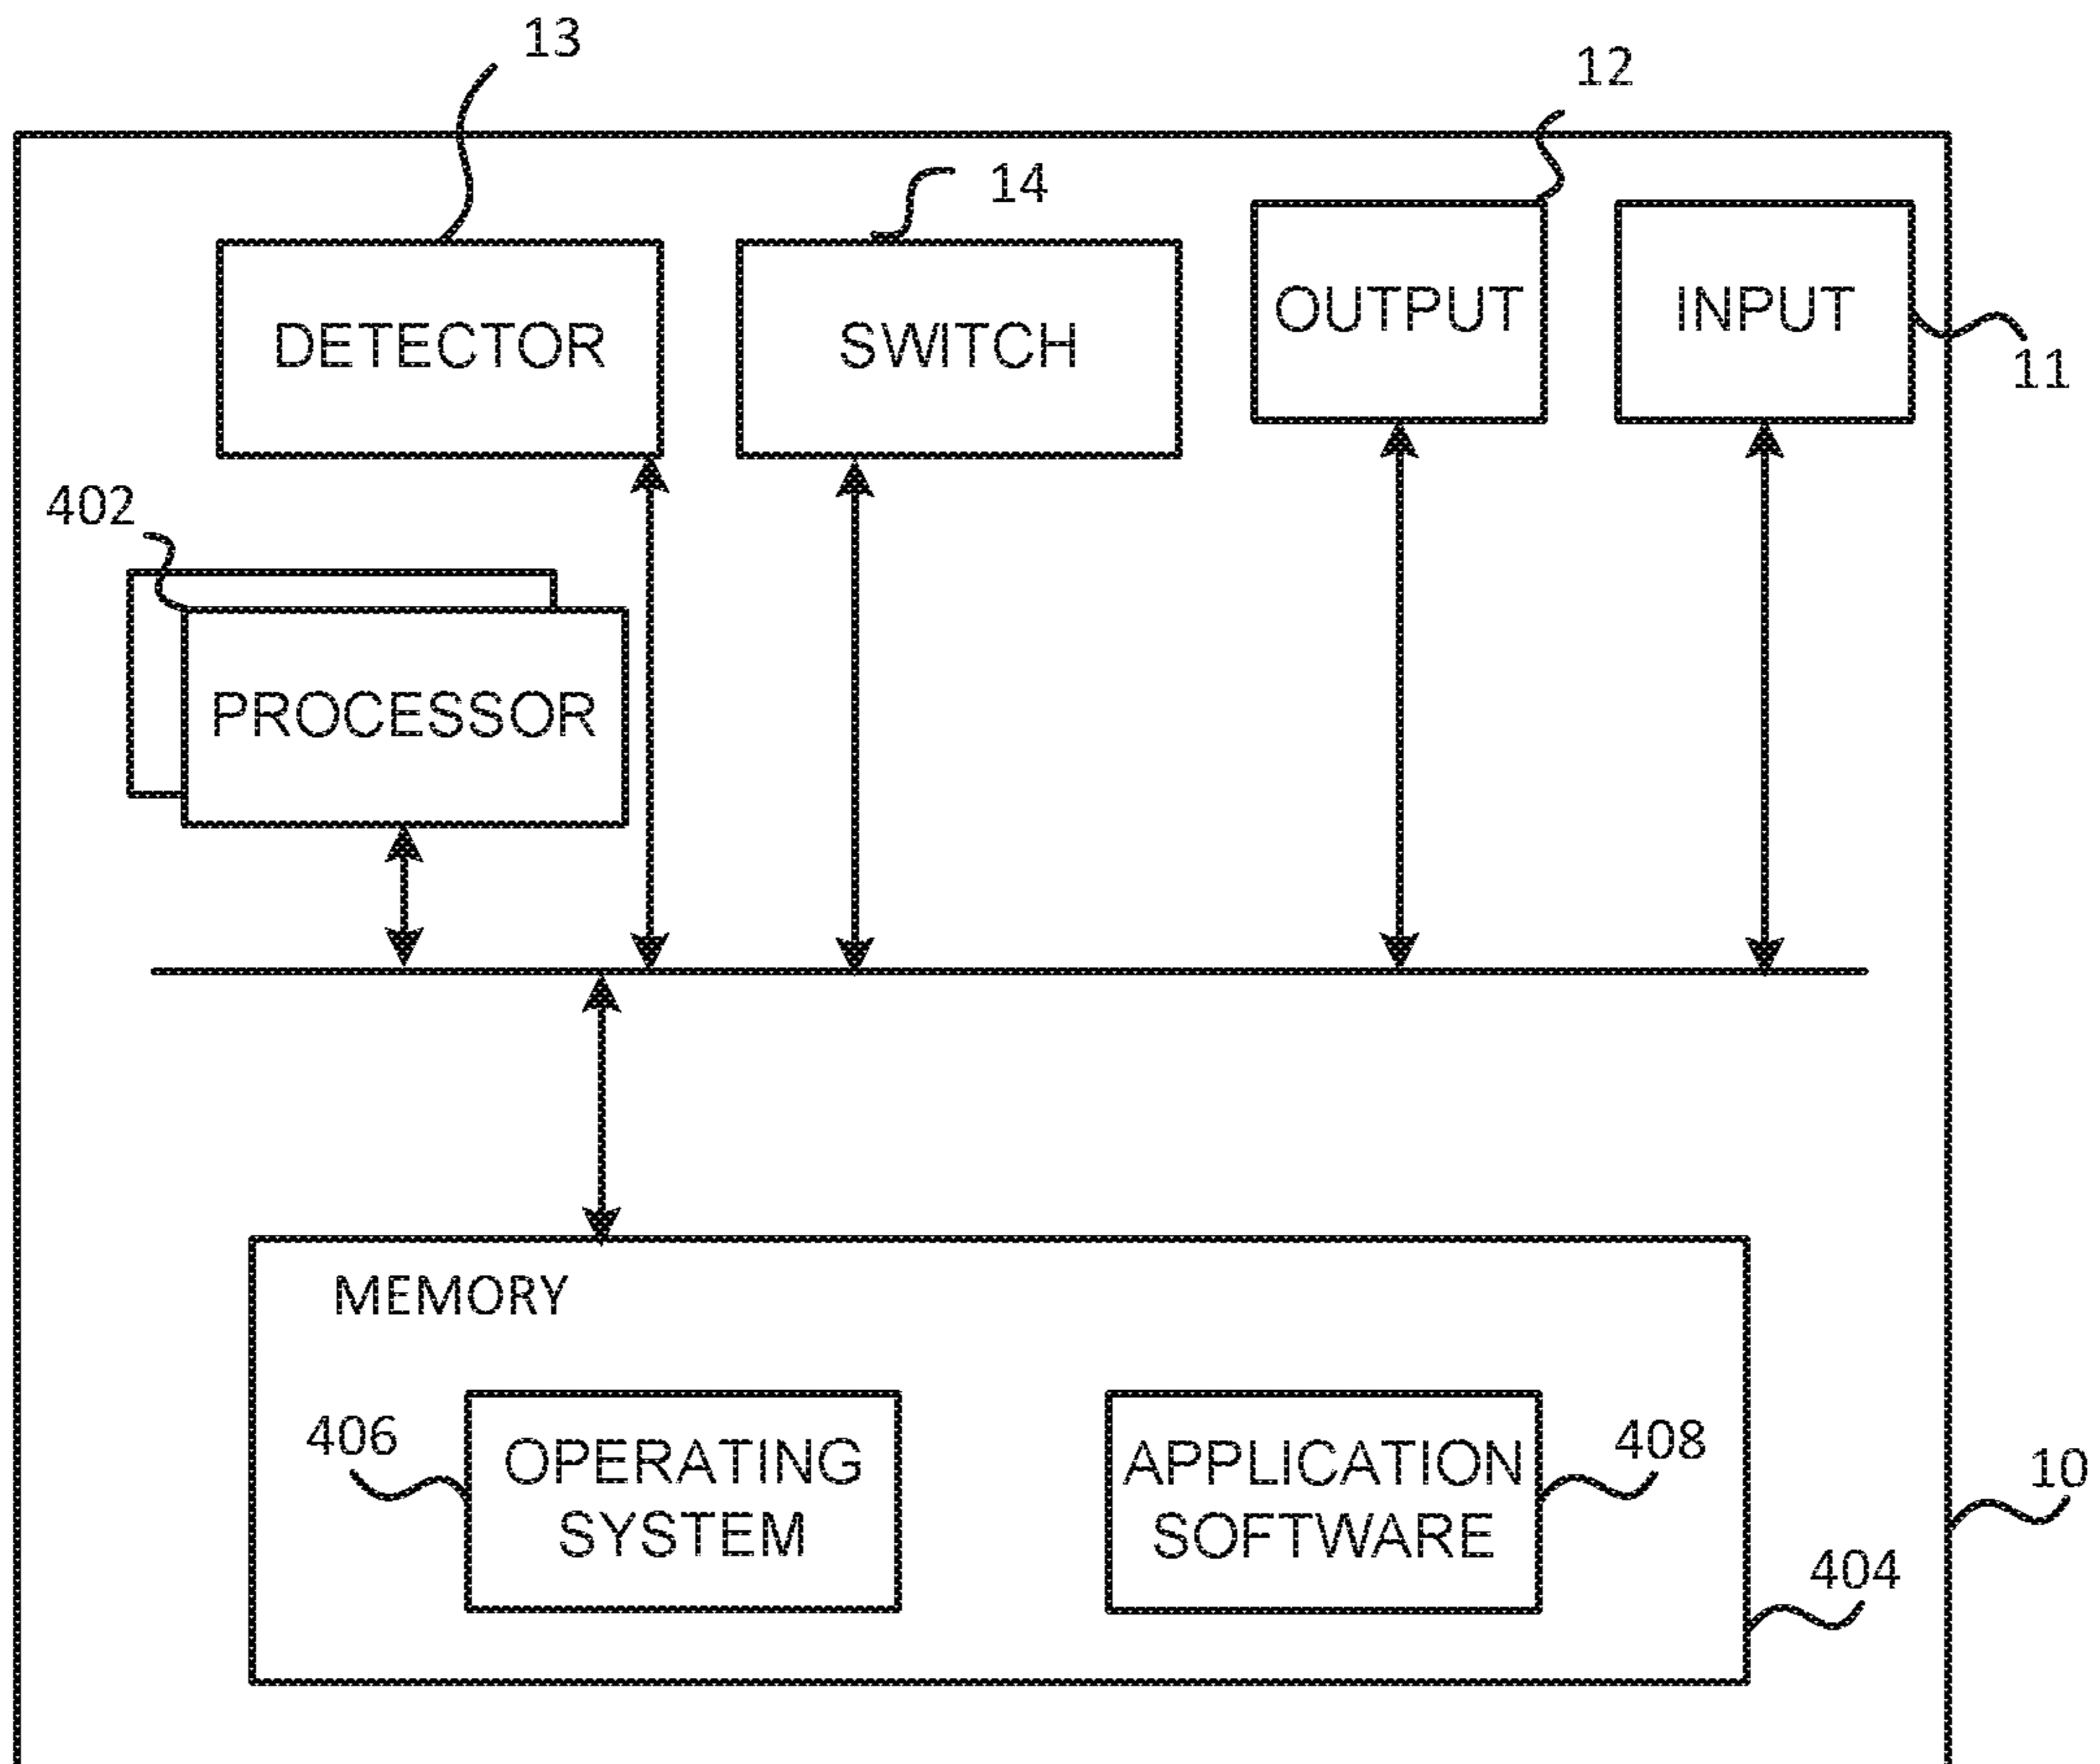 13
12
14
DETECTOR
SWITCH
OUTPUT
INPUT
11
402
PROCESSOR
MEMORY
406
OPERATING
SYSTEM
APPLICATION
SOFTWARE
408
10
404